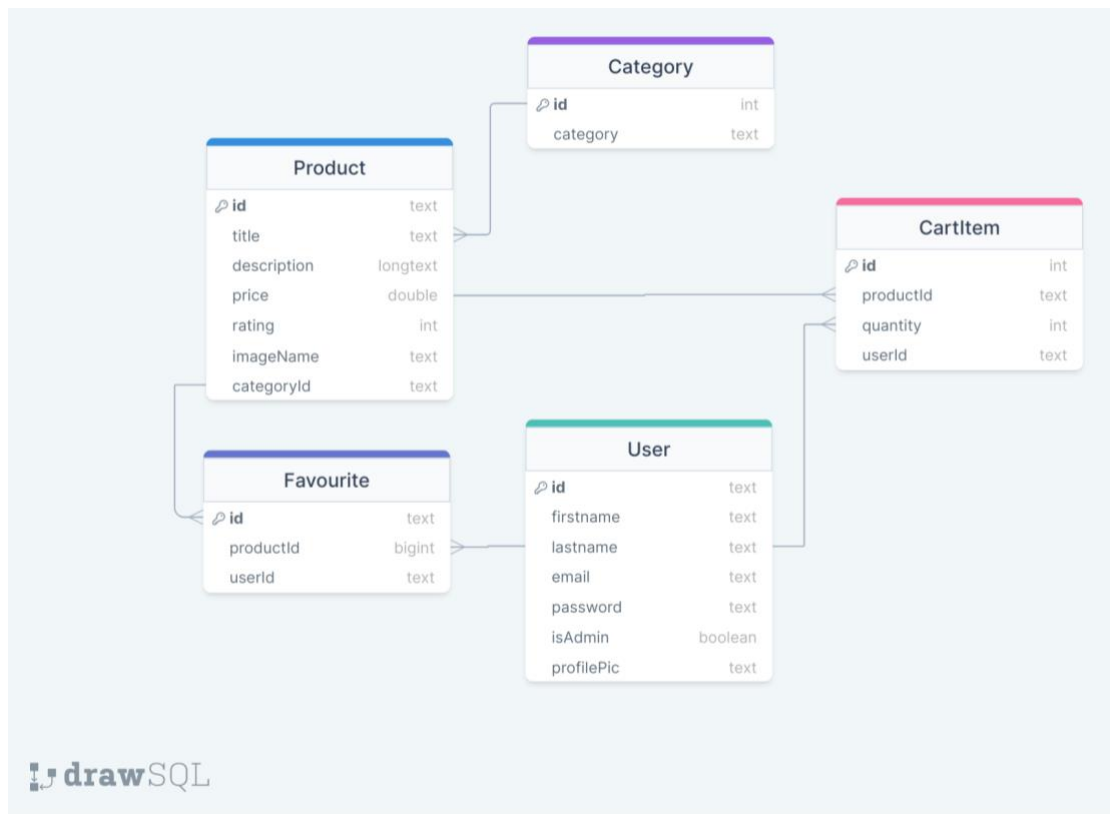 Category
id int
category text
Product
id text
title text
description longtext
price double
rating int
imageName text
categoryId text
CartItem
id int
productId text
quantity int
userId text
Favourite
id text
productId bigint
userId text
User
id text
firstname text
lastname text
email text
password text
isAdmin boolean
profilePic text
drawSQL